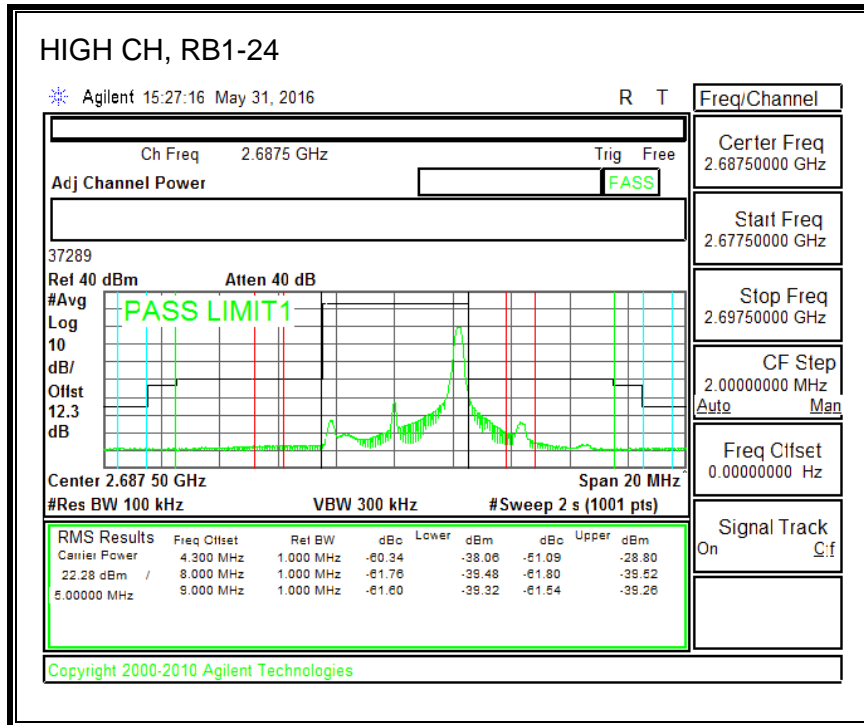 HIGH CH, RB1-24
Agilent 15:27:16 May 31, 2016 R T
Freq/Channel
Ch Freq 2.6875 GHz Trig Free
Adj Channel Power PASS
Center Freq
2.68750000 GHz
Start Freq
2.67750000 GHz
Stop Freq
2.69750000 GHz
CF Step
2.00000000 MHz
Auto Man
Freq Offset
0.00000000 Hz
Signal Track
On Off
37289
Ref 40 dBm Atten 40 dB
#Avg
Log
10
dB/
Offst
12.3
dB
PASS LIMIT1
Center 2.687 50 GHz Span 20 MHz
#Res BW 100 kHz VBW 300 kHz #Sweep 2 s (1001 pts)
RMS Results Freq Offset Ref BW dBc Lower dBm dBc Upper dBm
Carrier Power 4.300 MHz 1.000 MHz -60.34 -38.06 -51.09 -28.80
22.28 dBm / 8.000 MHz 1.000 MHz -61.76 -39.48 -61.80 -39.52
5.00000 MHz 9.000 MHz 1.000 MHz -61.60 -39.32 -61.54 -39.26
Copyright 2000-2010 Agilent Technologies